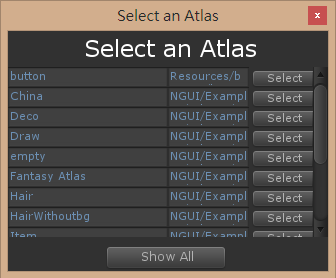 Select an Atlas
x
Select an Atlas
button Resources/b Select
China NGUI/Exampl Select
Deco NGUI/Exampl Select
Draw NGUI/Exampl Select
empty NGUI/Exampl Select
Fantasy Atlas NGUI/Exampl Select
Hair NGUI/Exampl Select
HairWithoutbg NGUI/Exampl Select
Item NGUI/Exampl Select
Show All